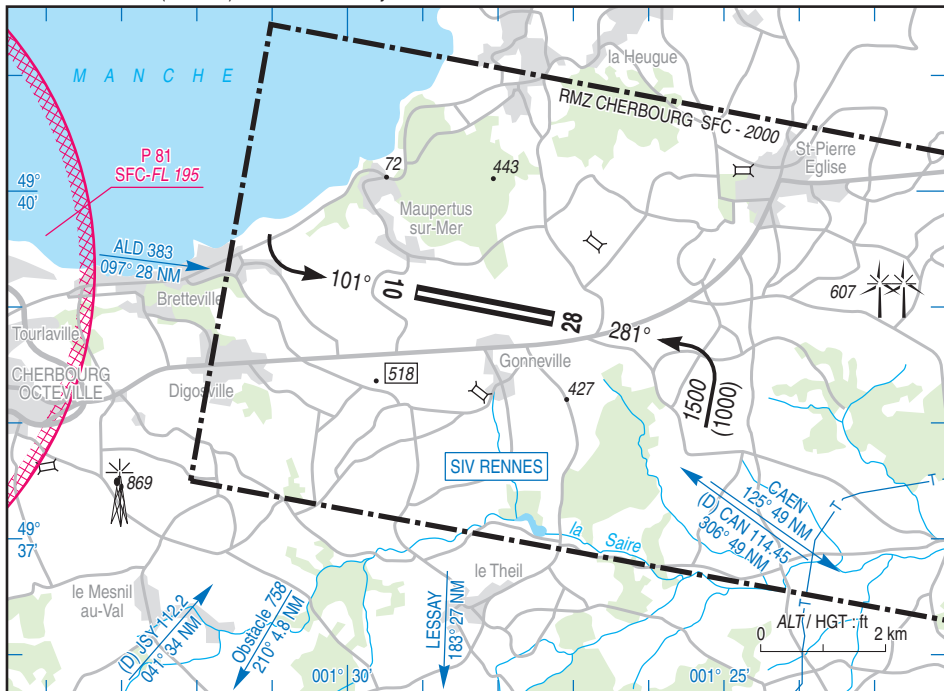 MANCHE
la Heugue
RMZ CHERBOURG SFC - 2000
St-Pierre
Eglise
P 81
SFC-FL 195
49°
40'
72
443
Maupertus
sur-Mer
ALD 383
097° 28 NM
101°
10
28
281°
607
Bretteville
Tourlaville
CHERBOURG
OCTEVILLE
Digosville
518
Gonneville
427
1500
(1000)
SIV RENNES
869
CAEN
125° 49 NM
(D) CAN 114.45
306° 49 NM
T
T
T
49°
37'
la Saire
le Mesnil
au-Val
le Theil
(D) JSY 112.2
041° 34 NM
Obstacle 758
210° 4.8 NM
LESSAY
183° 27 NM
ALT / HGT : ft
0 2 km
001° 30'
001° 25'